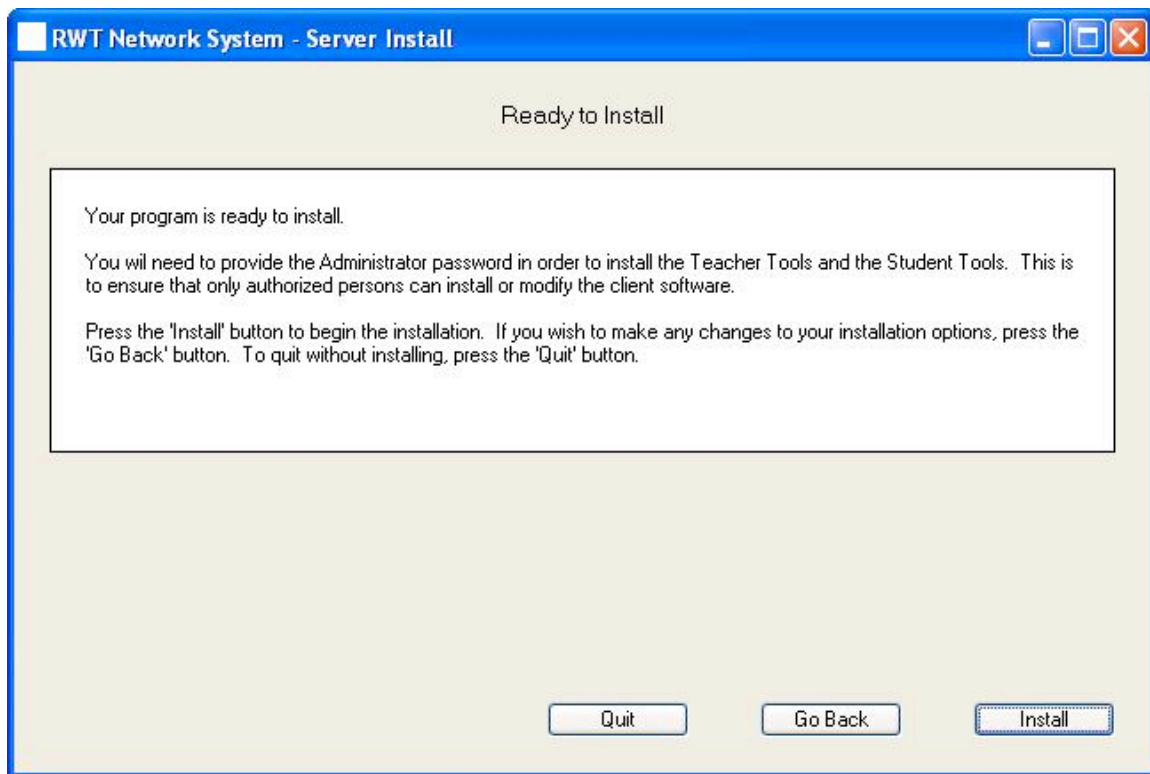 RWT Network System - Server Install
Ready to Install
Your program is ready to install.
You wil need to provide the Administrator password in order to install the Teacher Tools and the Student Tools.  This is
to ensure that only authorized persons can install or modify the client software.
Press the 'Install' button to begin the installation.  If you wish to make any changes to your installation options, press the
'Go Back' button.  To quit without installing, press the 'Quit' button.
Quit
Go Back
Install